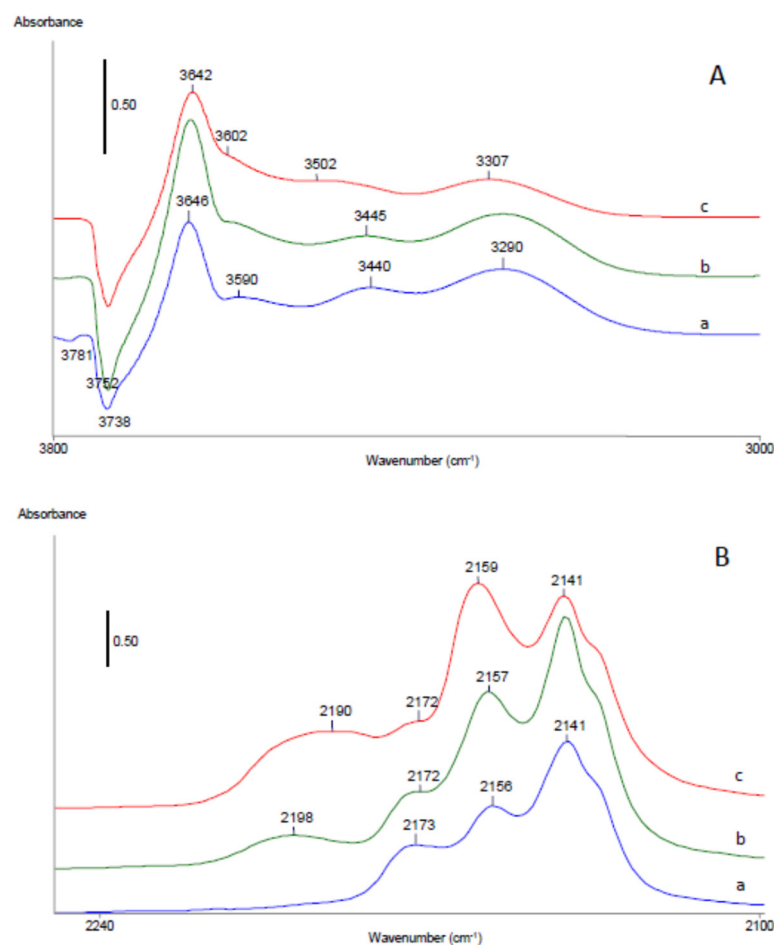 Absorbance
A
3642
0.50
3602
3502
3307
3646
c
3445
3590
3440
3290
b
a
3781
3752
3738
3800
3000
Wavenumber (cm⁻¹)
Absorbance
B
2159
2141
0.50
2190
2172
2157
c
2172
2141
2198
2156
2173
b
a
2240
2100
Wavenumber (cm⁻¹)